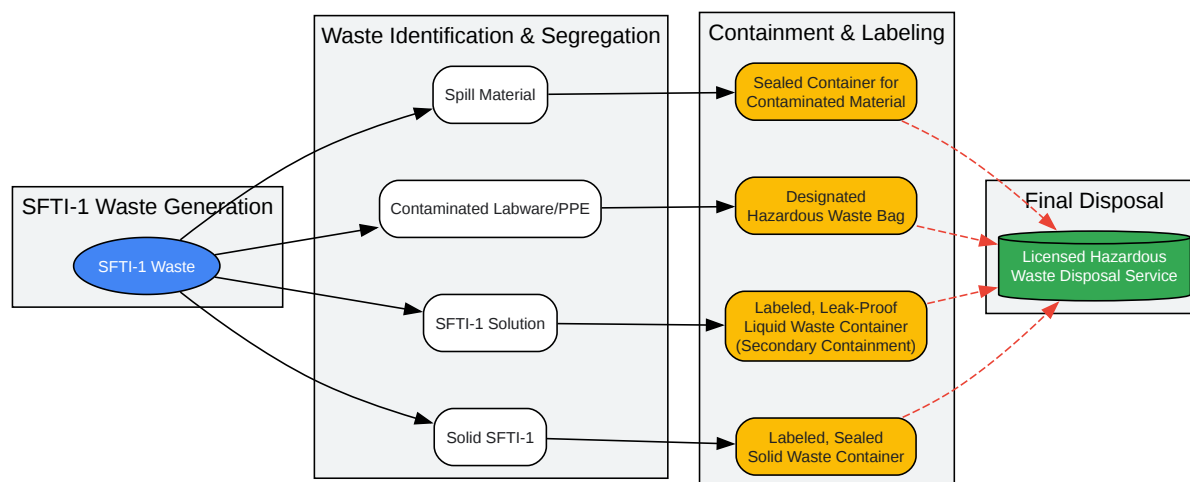 SFTI-1 Waste Generation
SFTI-1 Waste
Waste Identification & Segregation
Spill Material
Contaminated Labware/PPE
SFTI-1 Solution
Solid SFTI-1
Containment & Labeling
Sealed Container for
Contaminated Material
Designated
Hazardous Waste Bag
Labeled, Leak-Proof
Liquid Waste Container
(Secondary Containment)
Labeled, Sealed
Solid Waste Container
Final Disposal
Licensed Hazardous
Waste Disposal Service